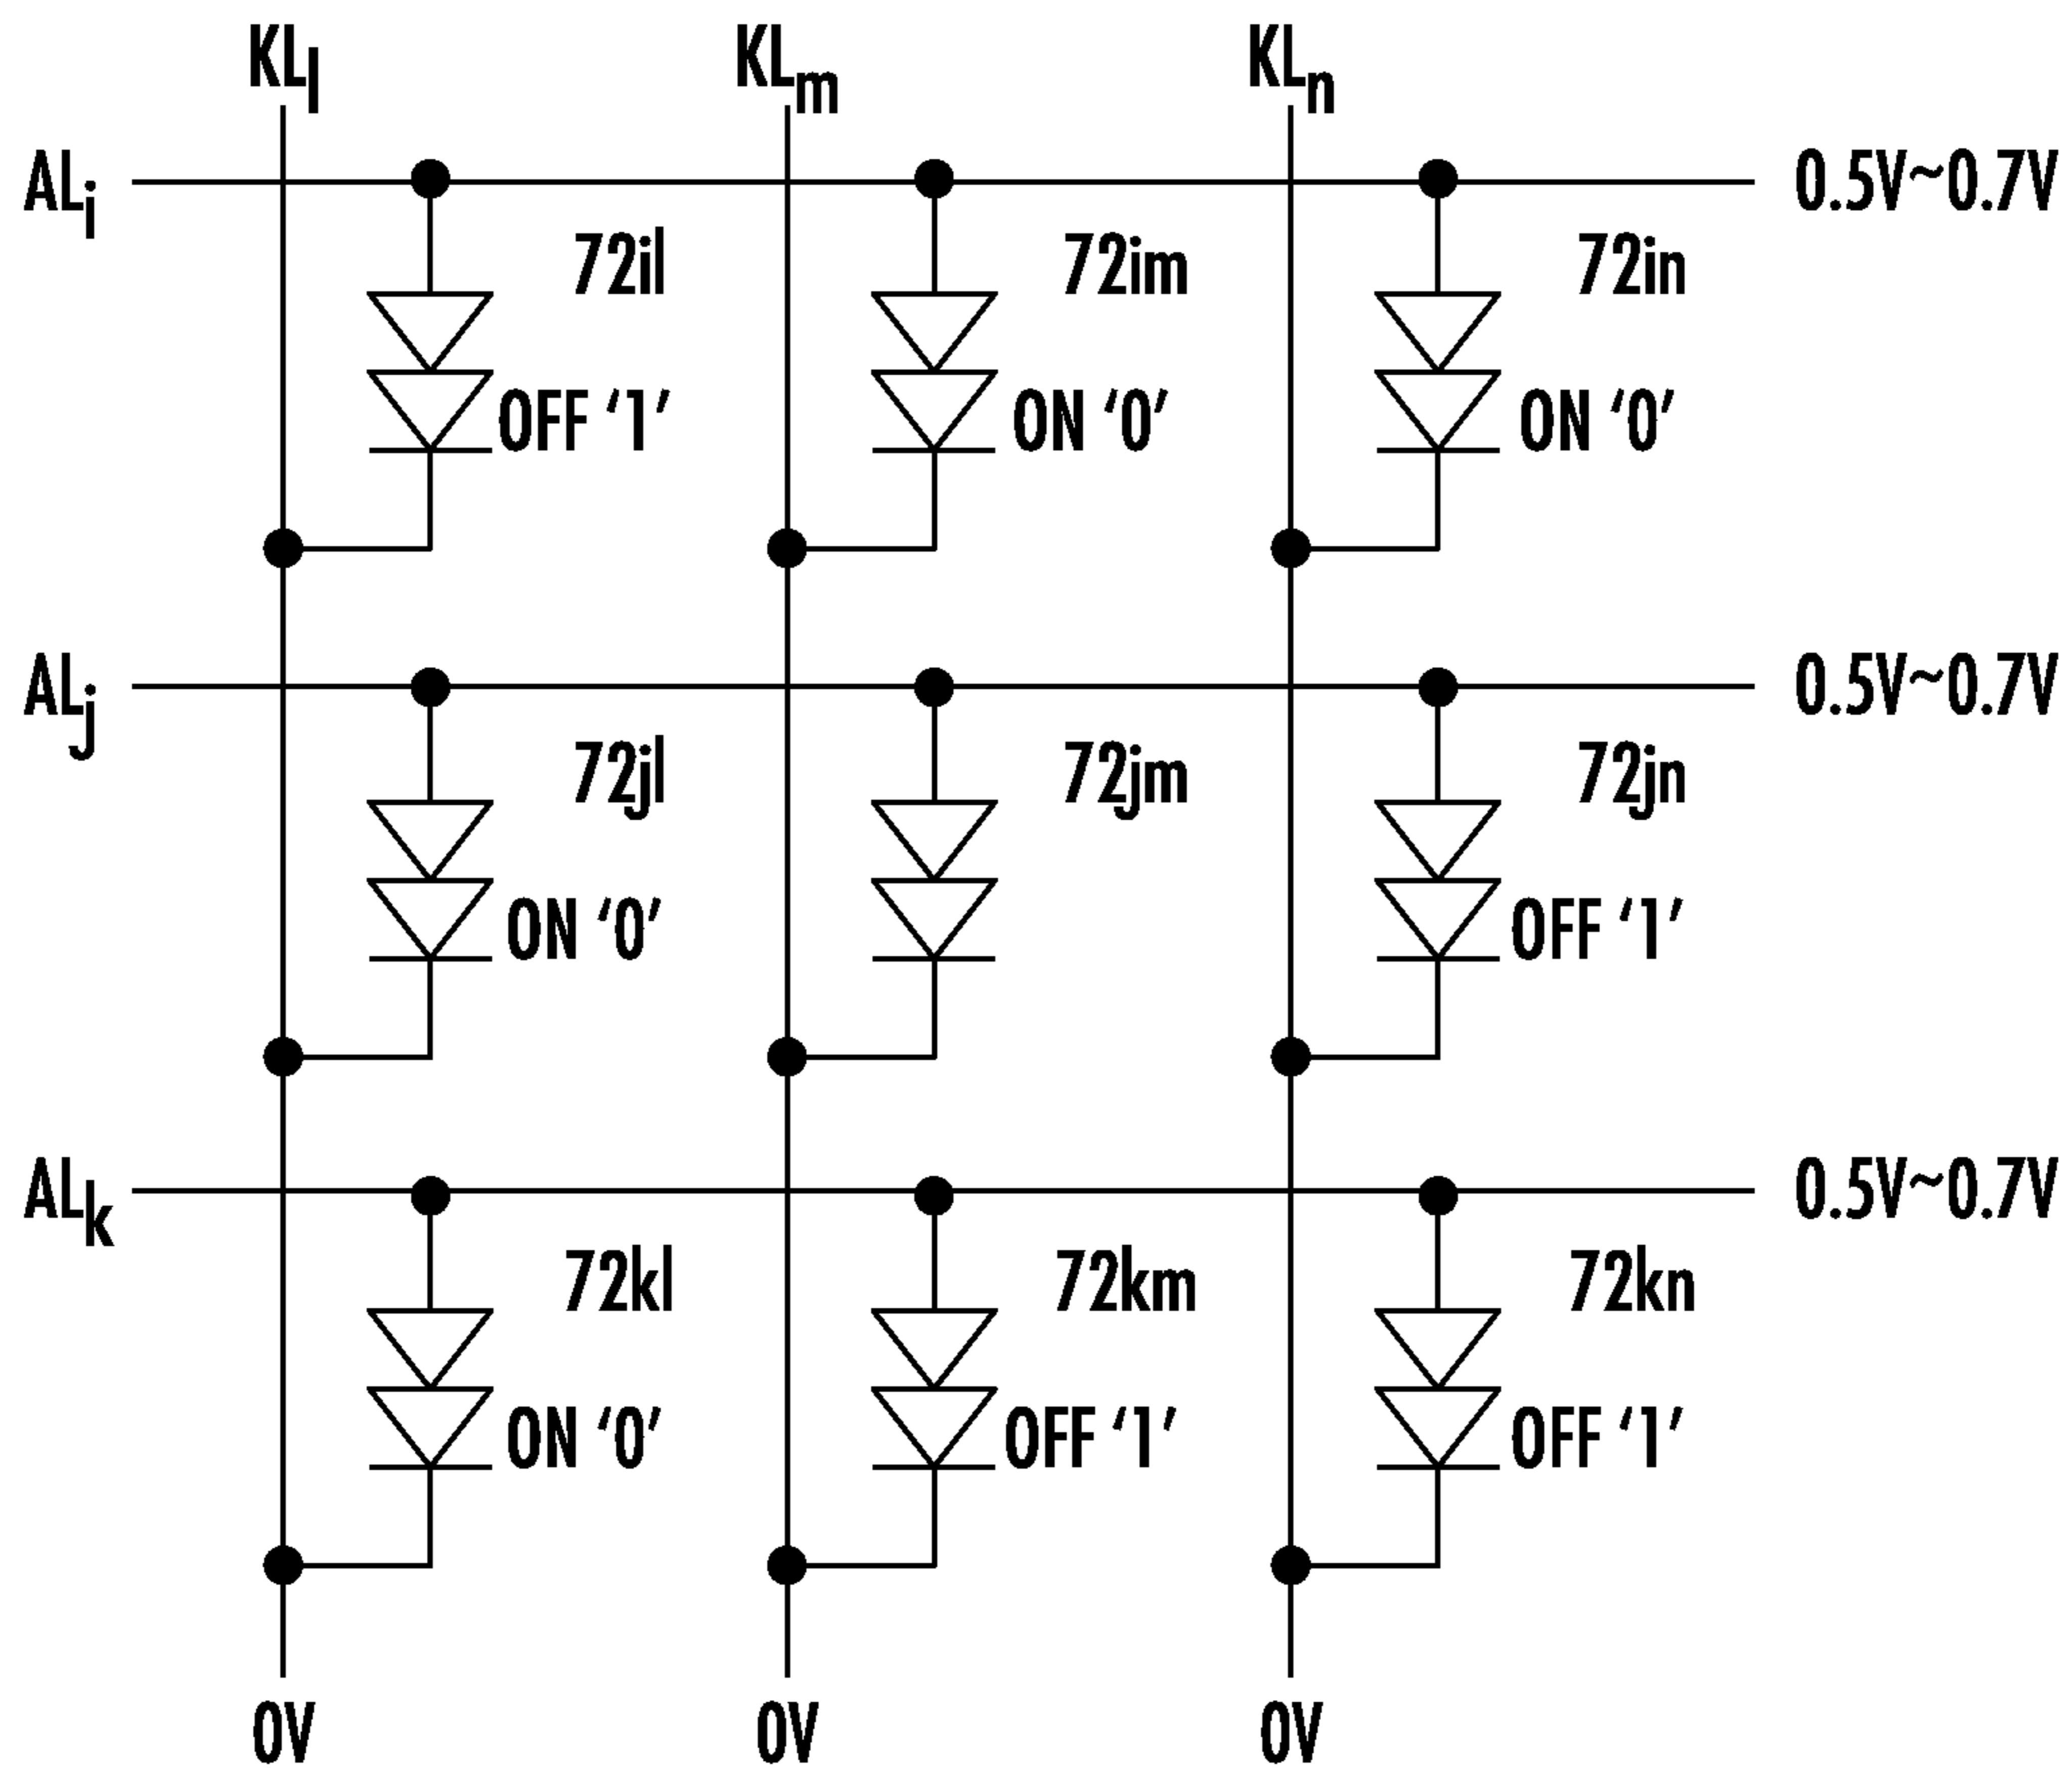 KLl KLm KLn
ALi 0.5V~0.7V
72il 72im 72in
OFF ‘1’ ON ‘0’ ON ‘0’
ALj 0.5V~0.7V
72jl 72jm 72jn
ON ‘0’ OFF ‘1’
ALk 0.5V~0.7V
72kl 72km 72kn
ON ‘0’ OFF ‘1’ OFF ‘1’
0V 0V 0V